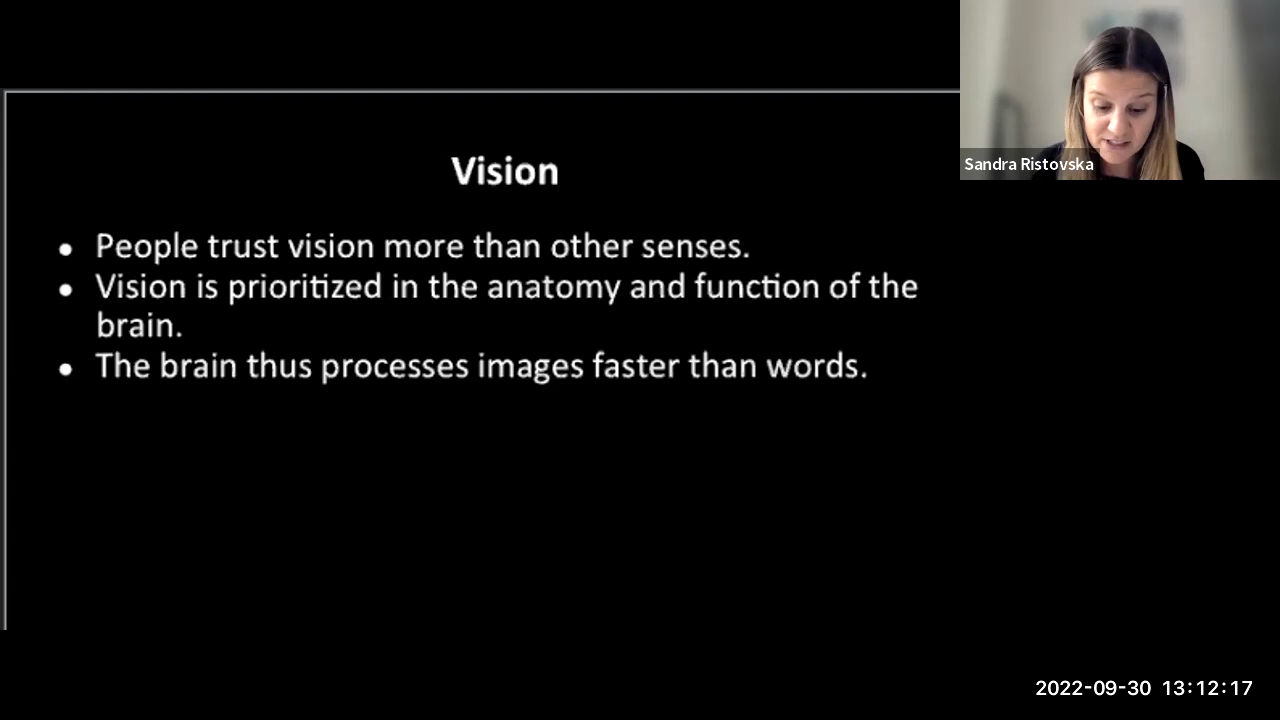 Sandra Ristovska
Vision
• People trust vision more than other senses.
• Vision is prioritized in the anatomy and function of the
brain.
• The brain thus processes images faster than words.
2022-09-30 13:12:17